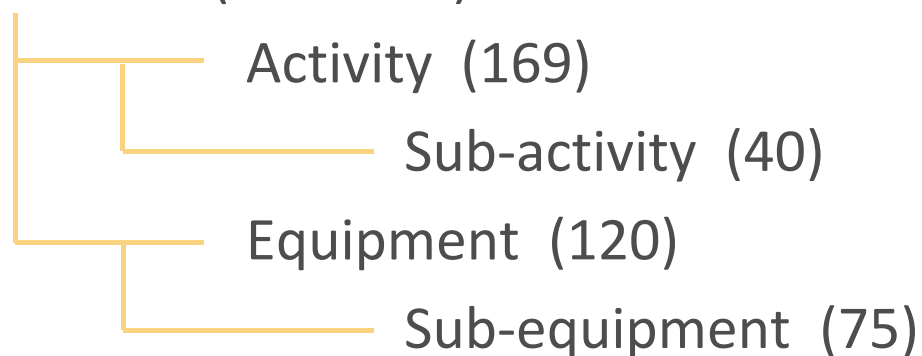 Activity (169)
Sub-activity (40)
Equipment (120)
Sub-equipment (75)